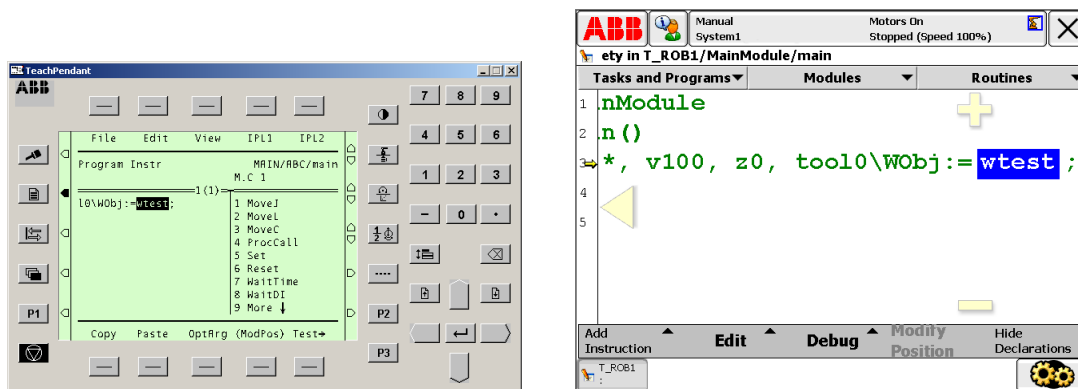 TeachPendant
ABB
7 8 9
File Edit View IPL1 IPL2
4 5 6
Program Instr MAIN/ABC/main
M.C 1
1 2 3
1(1)
l0\WObj:=wtest;
1 MoveJ
2 MoveL
3 MoveC
4 ProcCall
5 Set
6 Reset
7 WaitTime
8 WaitDI
9 More ↓
- 0 .
1/2
P1
P2
Copy Paste OptArg (ModPos) Test→
P3
ABB
Manual Motors On
System1 Stopped (Speed 100%)
ety in T_ROB1/MainModule/main
Tasks and Programs Modules Routines
1 nModule
2 n()
3 *, v100, z0, tool0\WObj:=wtest;
4
5
Add Instruction Edit Debug Modify Position Hide Declarations
T_ROB1
: